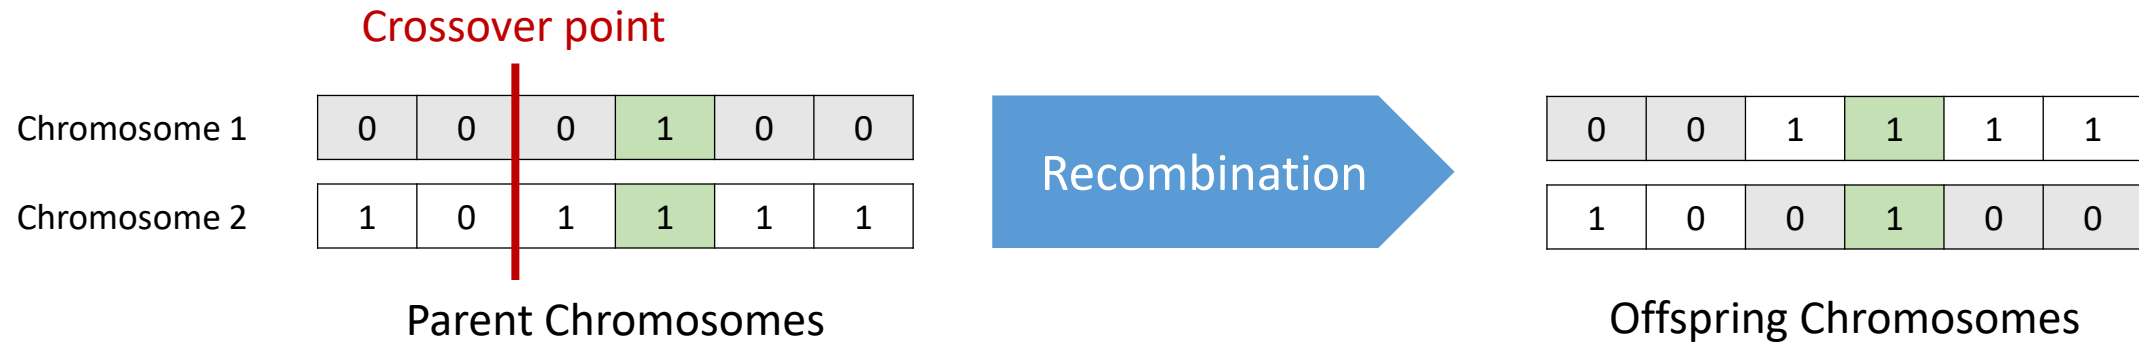 Crossover point
Chromosome 1 0 0 0 1 0 0
Chromosome 2 1 0 1 1 1 1
Parent Chromosomes
Recombination
0 0 1 1 1 1
1 0 0 1 0 0
Offspring Chromosomes